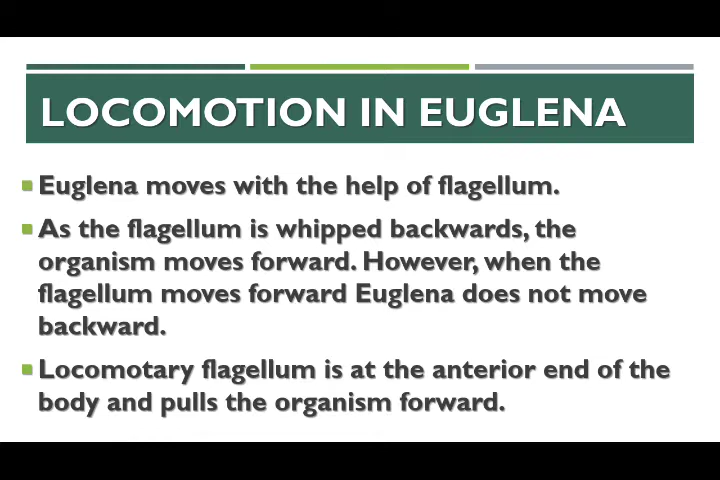 LOCOMOTION IN EUGLENA
Euglena moves with the help of flagellum.
As the flagellum is whipped backwards, the
organism moves forward. However, when the
flagellum moves forward Euglena does not move
backward.
Locomotary flagellum is at the anterior end of the
body and pulls the organism forward.